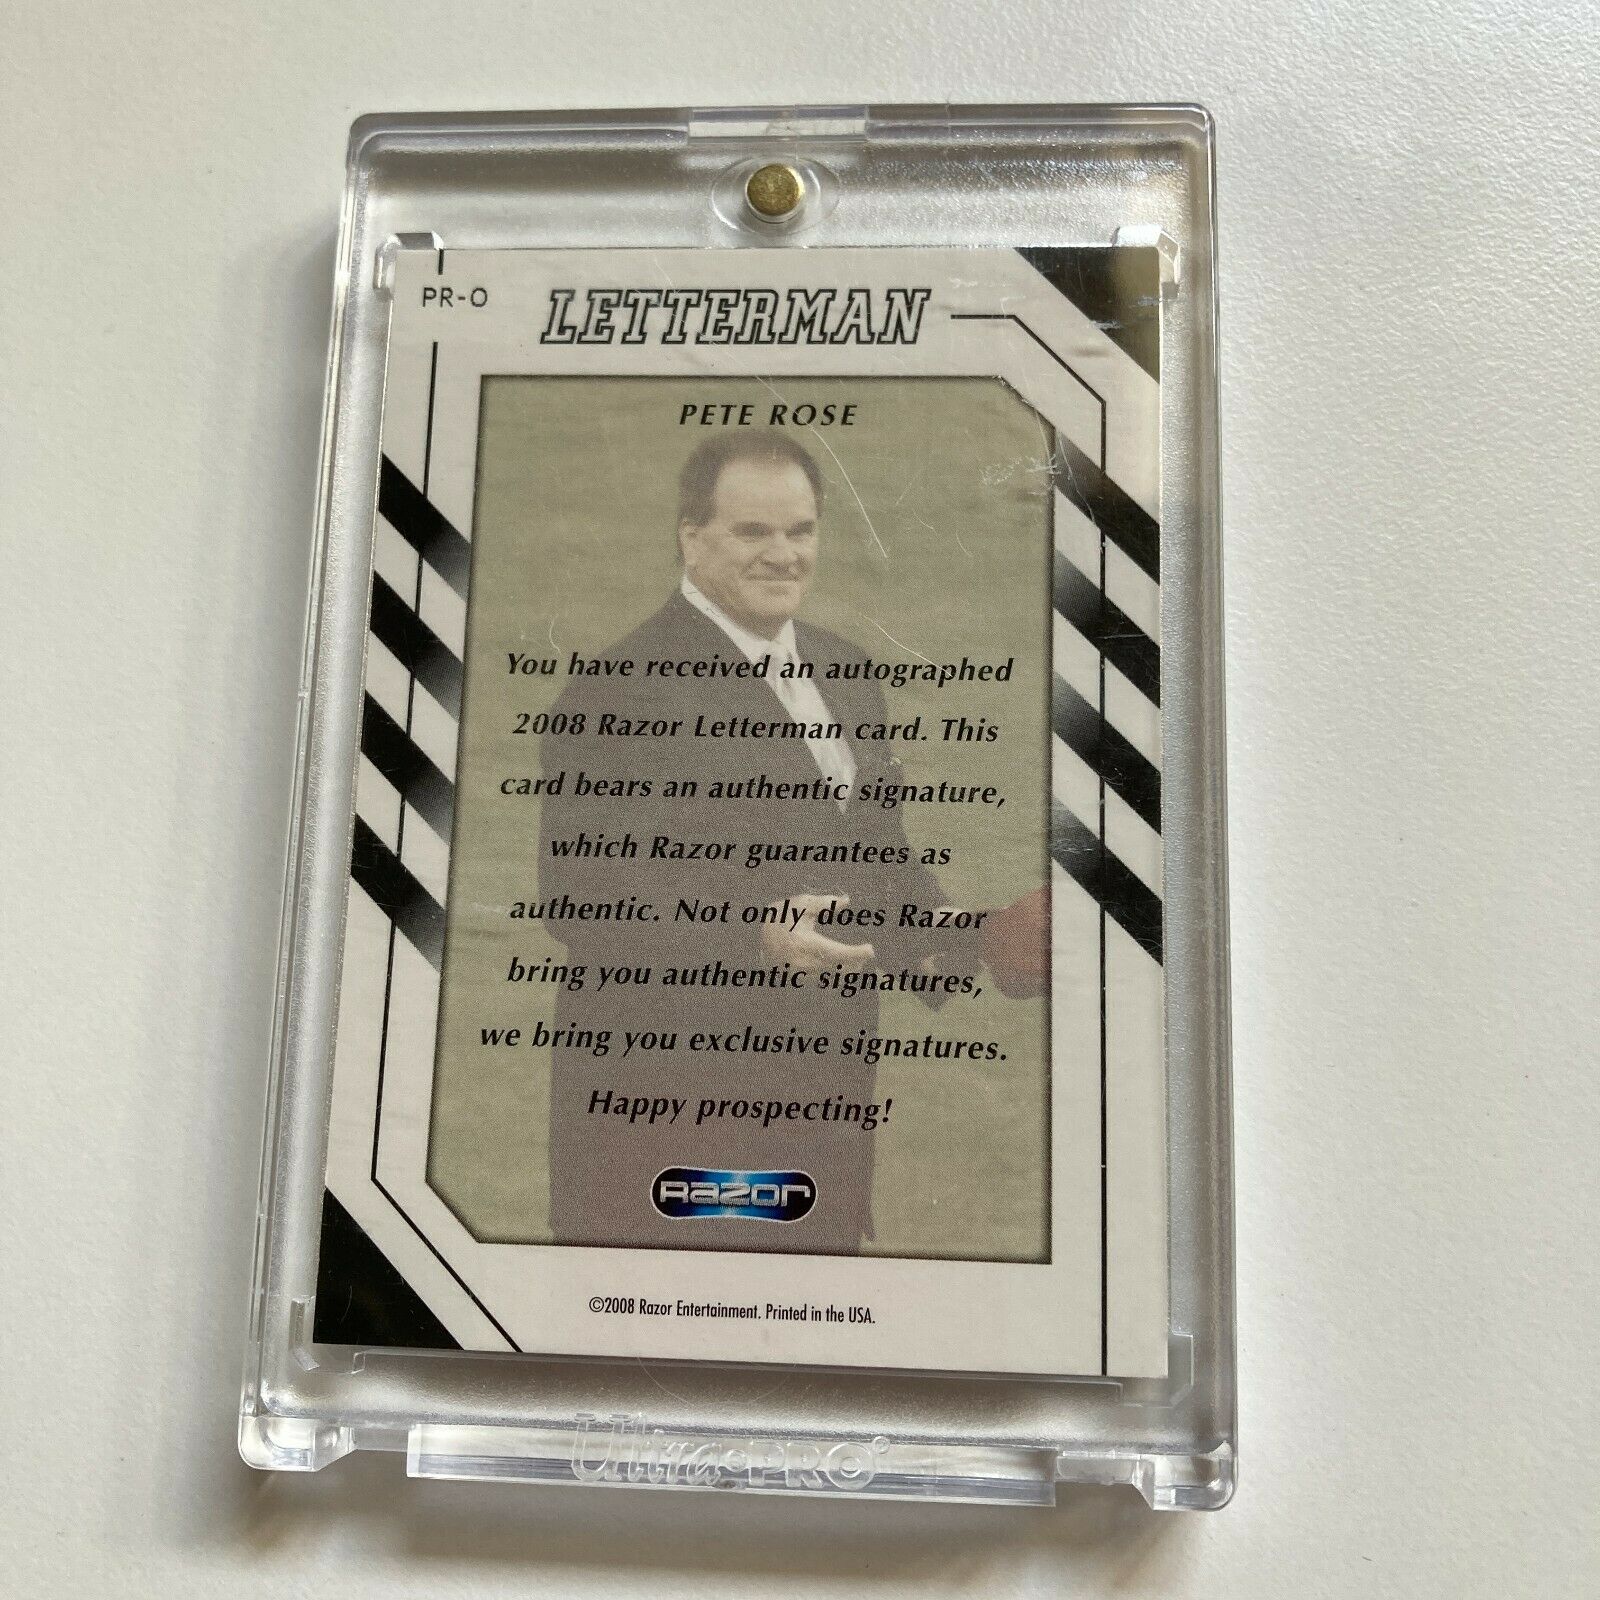 PR-O
LETTERMAN
PETE ROSE
You have received an autographed
2008 Razor Letterman card. This
card bears an authentic signature,
which Razor guarantees as
authentic. Not only does Razor
bring you authentic signatures,
we bring you exclusive signatures.
Happy prospecting!
Razor
©2008 Razor Entertainment. Printed in the USA.
Ultra•PRO®